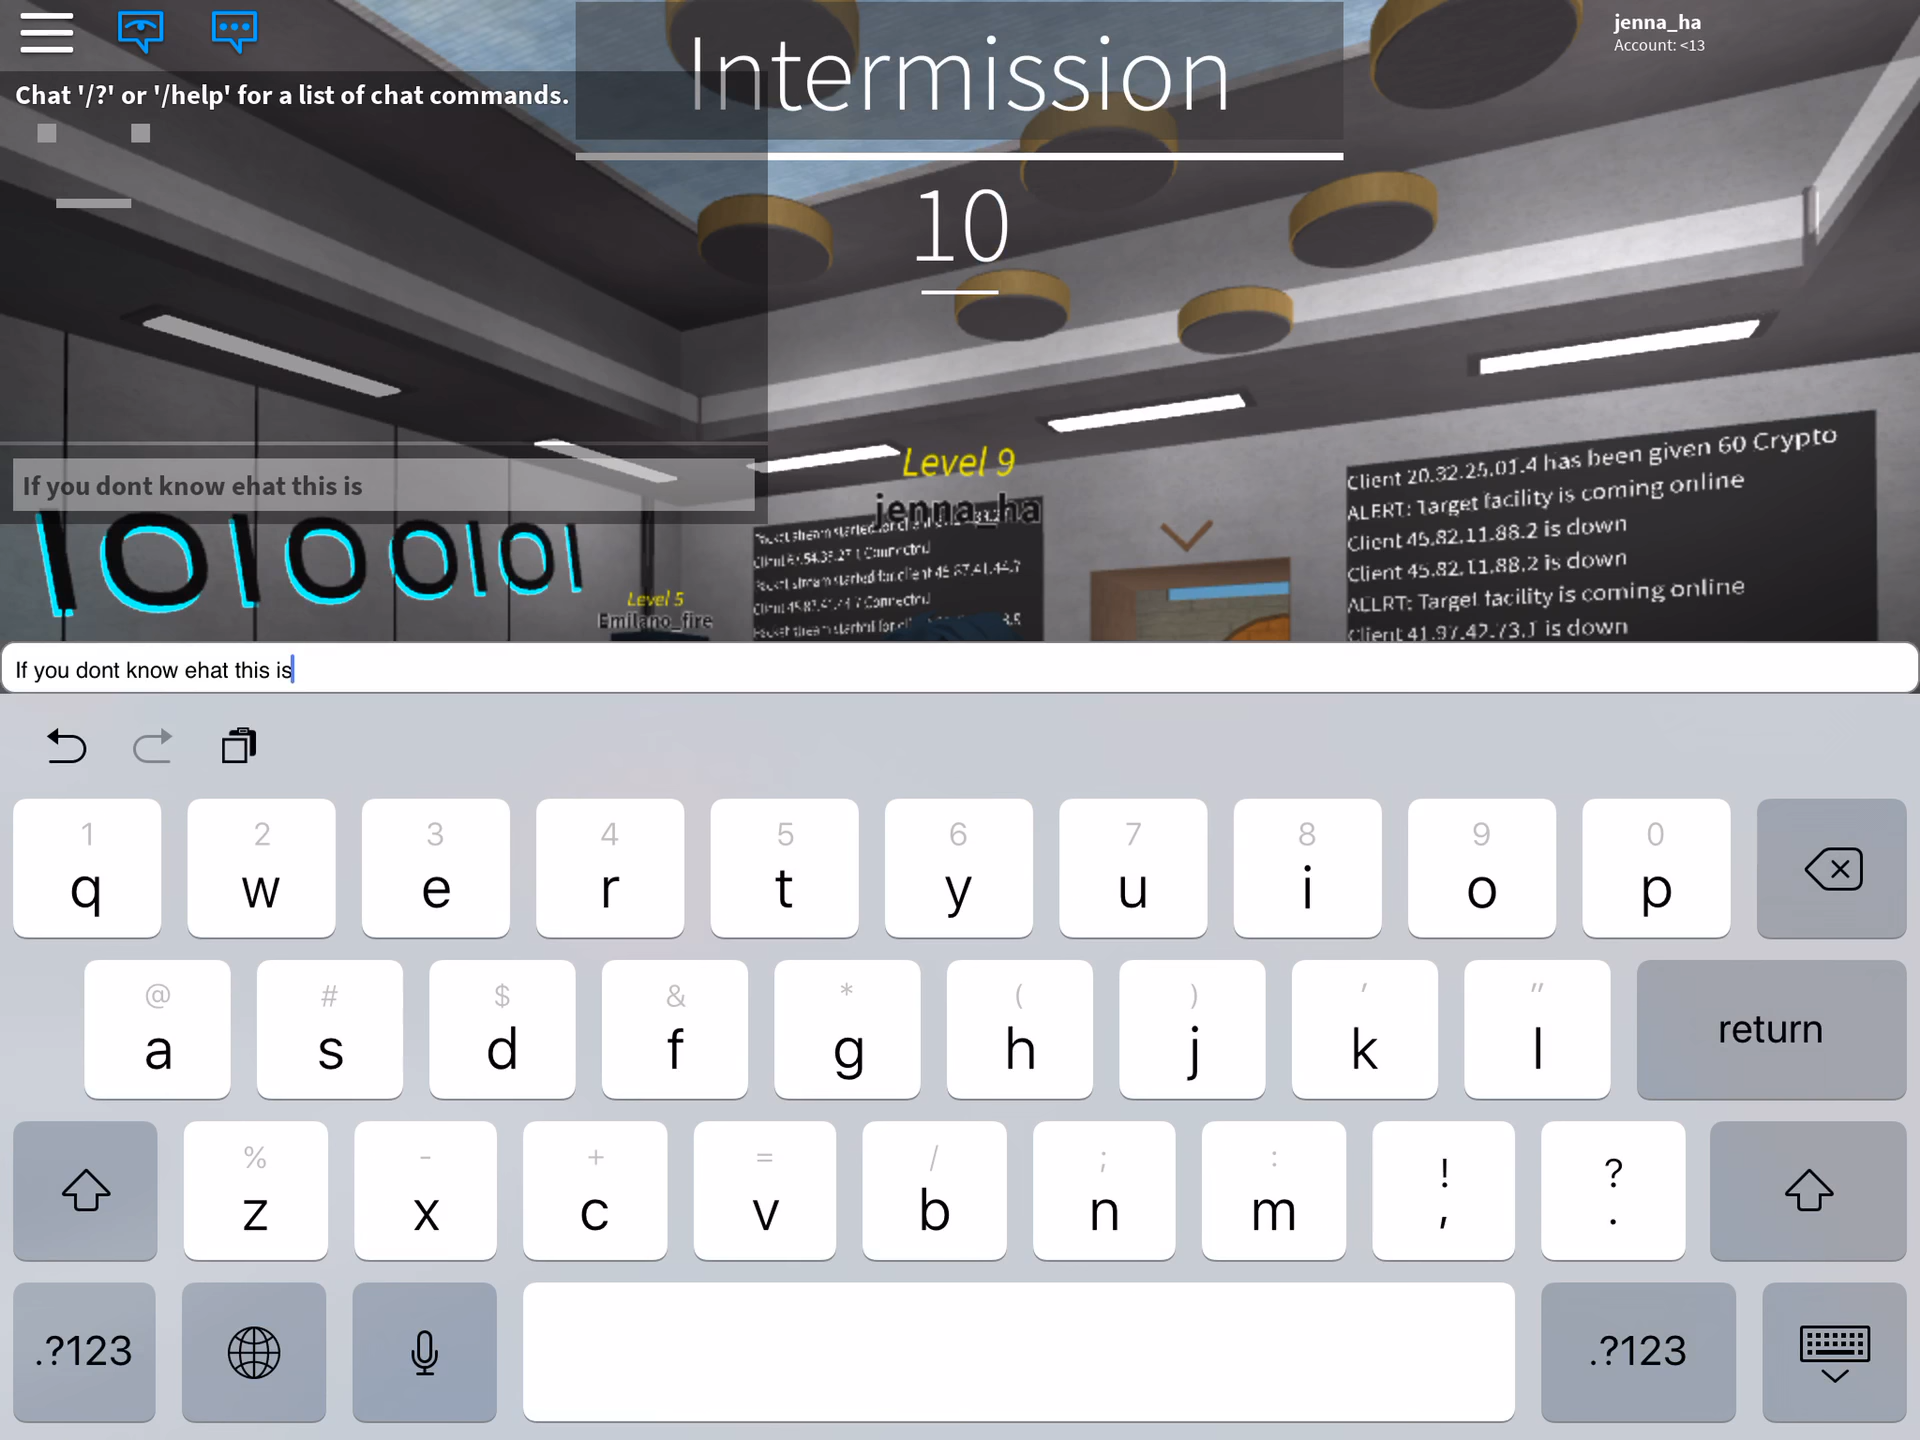 Intermission
10
jenna_ha
Account: <13
Chat '/?' or '/help' for a list of chat commands.
If you dont know ehat this is
Level 9
jenna_ha
Level 5
Emilano_fire
10100101
Connected
Connected
Client 20.32.25.01.4 has been given 60 Crypto
ALERT: Target facility is coming online
Client 45.82.11.88.2 is down
Client 45.82.11.88.2 is down
ALERT: Target facility is coming online
Client 41.97.42.73.1 is down
If you dont know ehat this is
1 2 3 4 5 6 7 8 9 0
q w e r t y u i o p
@ # $ & * ( ) ' "
a s d f g h j k l return
% - + = / ; : ! ?
z x c v b n m , .
.?123 .?123